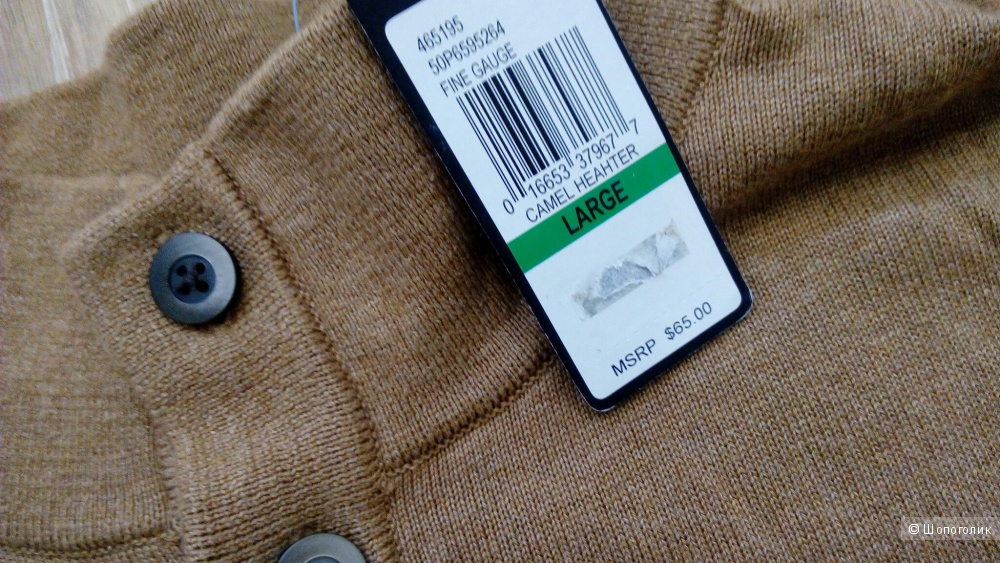 465195
50P6595264
FINE GAUGE
0 16653 37967 7
CAMEL HEAHTER
LARGE
MSRP $65.00
© Шопоголик